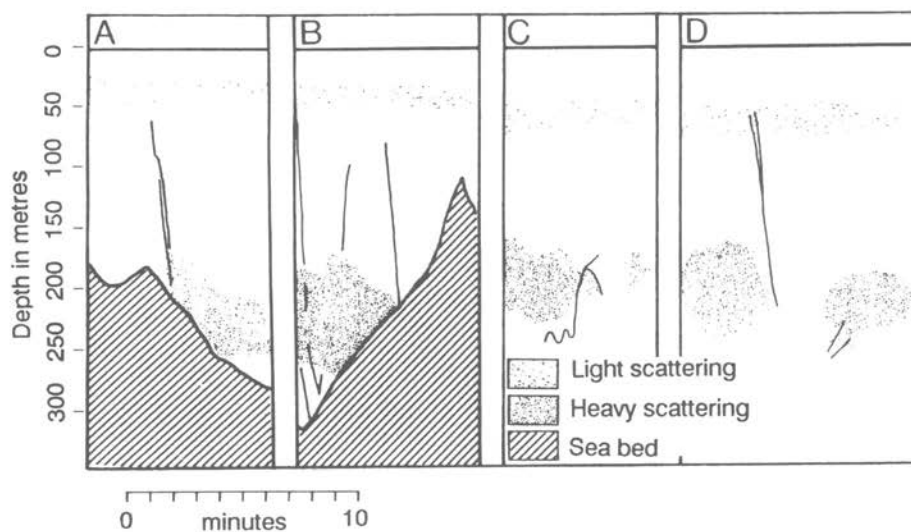 A B C D
0
50
100
150
200
250
300
Depth in metres
Light scattering
Heavy scattering
Sea bed
0 minutes 10